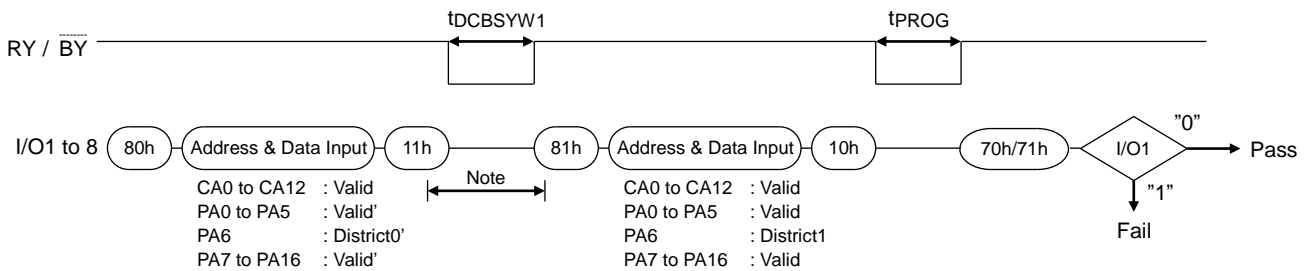 tDCBSYW1
tPROG
RY / BY
I/O1 to 8 80h Address & Data Input 11h 81h Address & Data Input 10h 70h/71h I/O1 ”0” Pass
Note
”1”
Fail
CA0 to CA12 : Valid
PA0 to PA5 : Valid’
PA6 : District0’
PA7 to PA16 : Valid’
CA0 to CA12 : Valid
PA0 to PA5 : Valid
PA6 : District1
PA7 to PA16 : Valid